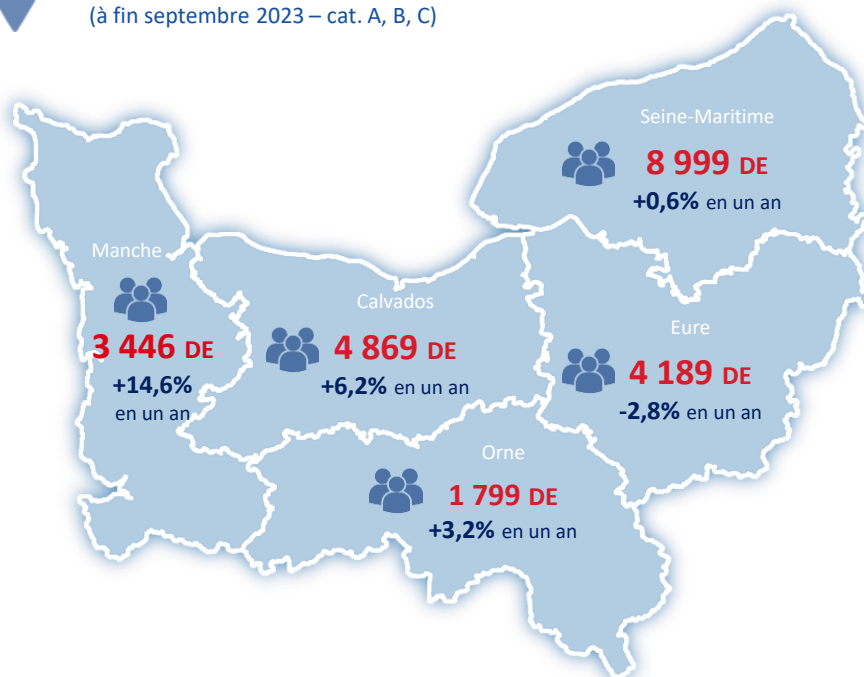 (à fin septembre 2023 – cat. A, B, C)
Seine-Maritime
8 999 DE
+0,6% en un an
Manche
3 446 DE
+14,6%
en un an
Calvados
4 869 DE
+6,2% en un an
Eure
4 189 DE
-2,8% en un an
Orne
1 799 DE
+3,2% en un an